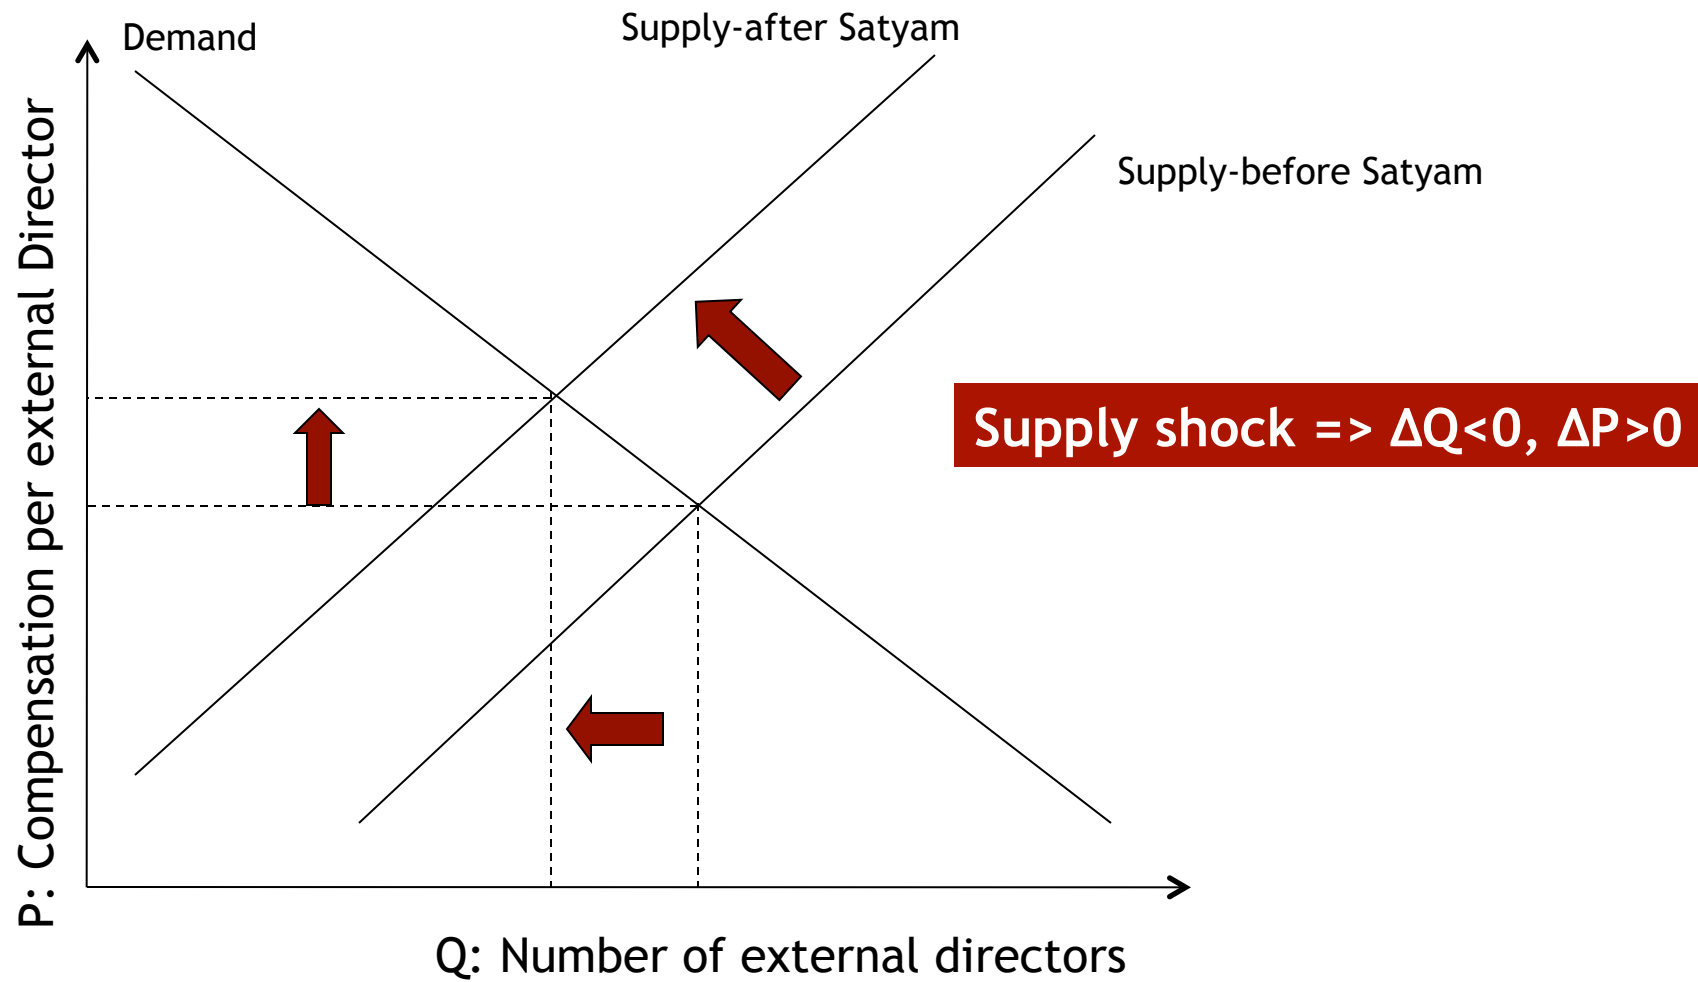 Demand
Supply-after Satyam
Supply-before Satyam
P: Compensation per external Director
Supply shock => ΔQ<0, ΔP>0
Q: Number of external directors